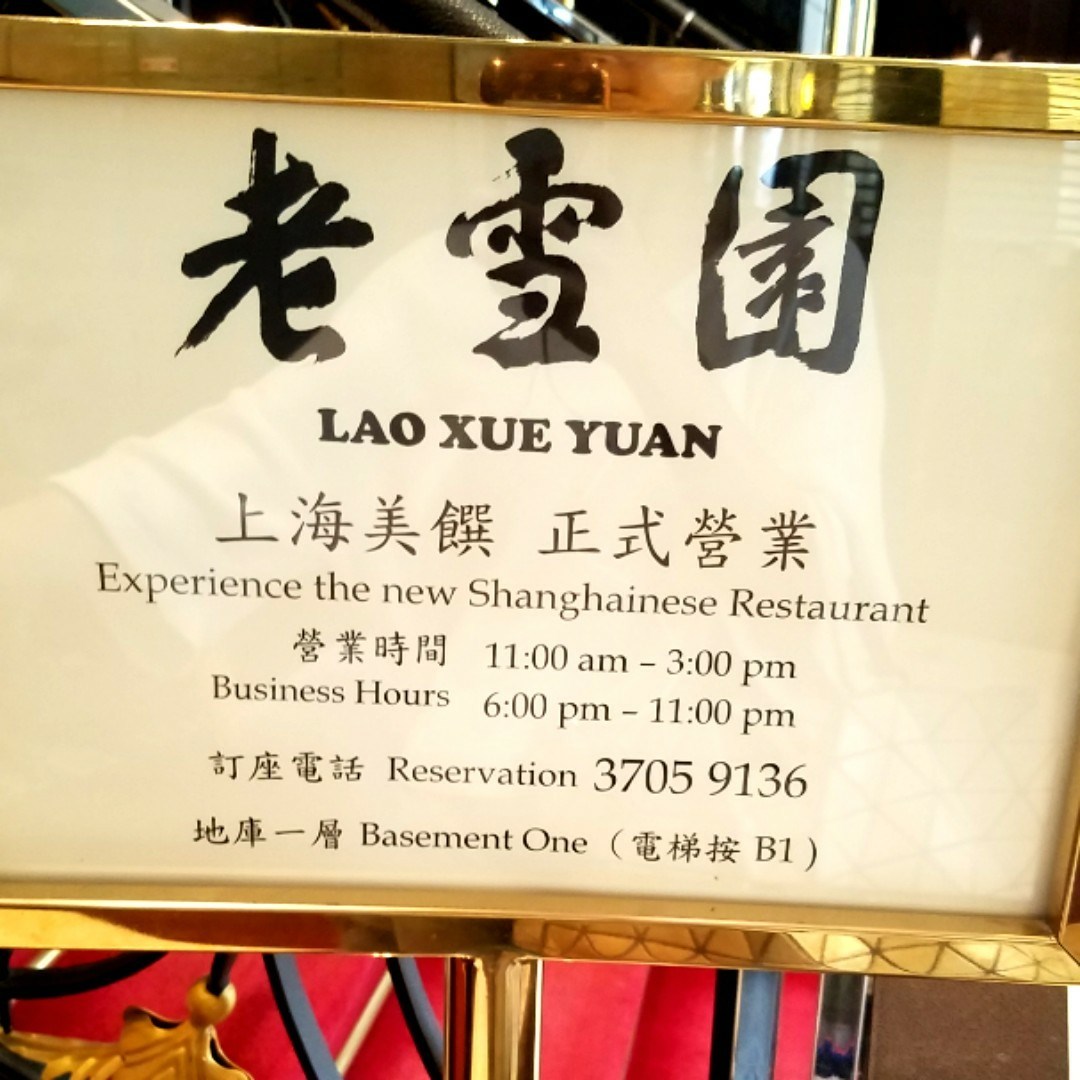 老雪園
LAO XUE YUAN
上海美饌 正式營業
Experience the new Shanghainese Restaurant
營業時間 11:00 am – 3:00 pm
Business Hours 6:00 pm – 11:00 pm
訂座電話 Reservation 3705 9136
地庫一層 Basement One（電梯按 B1）